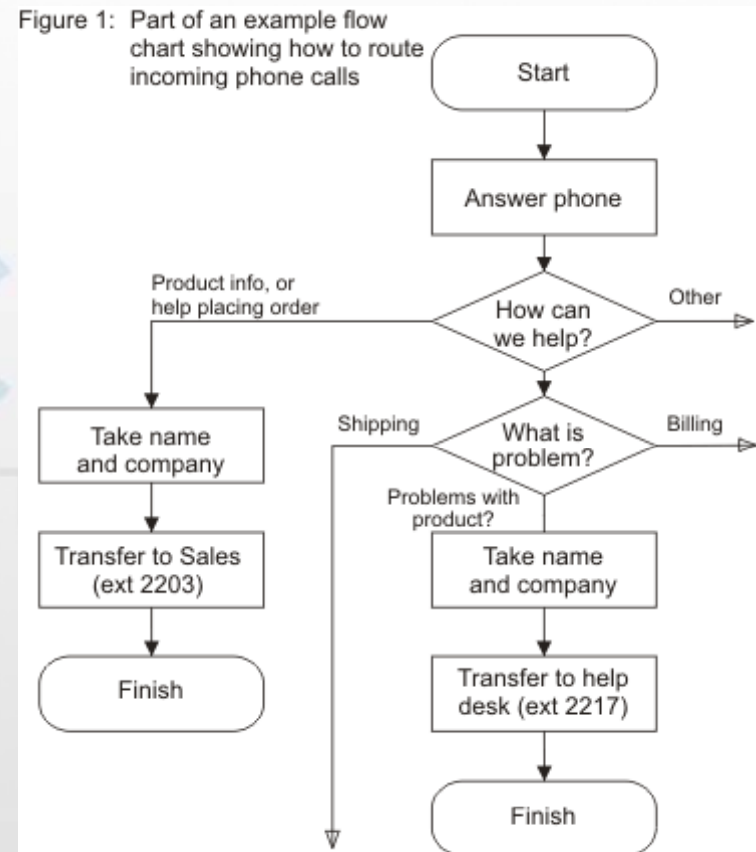 Figure 1: Part of an example flow
chart showing how to route
incoming phone calls
Start
Answer phone
How can
we help?
Product info, or
help placing order
Other
Take name
and company
Transfer to Sales
(ext 2203)
Finish
What is
problem?
Shipping
Billing
Problems with
product?
Take name
and company
Transfer to help
desk (ext 2217)
Finish